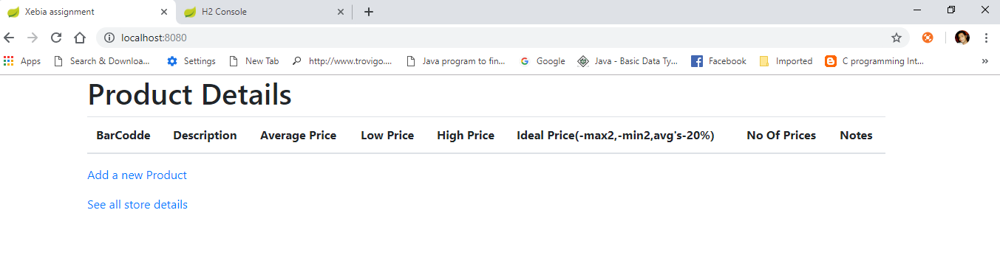 Xebia assignment H2 Console
localhost:8080
Apps Search & Downloa... Settings New Tab http://www.trovigo.... Java program to fin... Google Java - Basic Data Ty... Facebook Imported C programming Int... »
Product Details
BarCodde Description Average Price Low Price High Price Ideal Price(-max2,-min2,avg's-20%) No Of Prices Notes
Add a new Product
See all store details